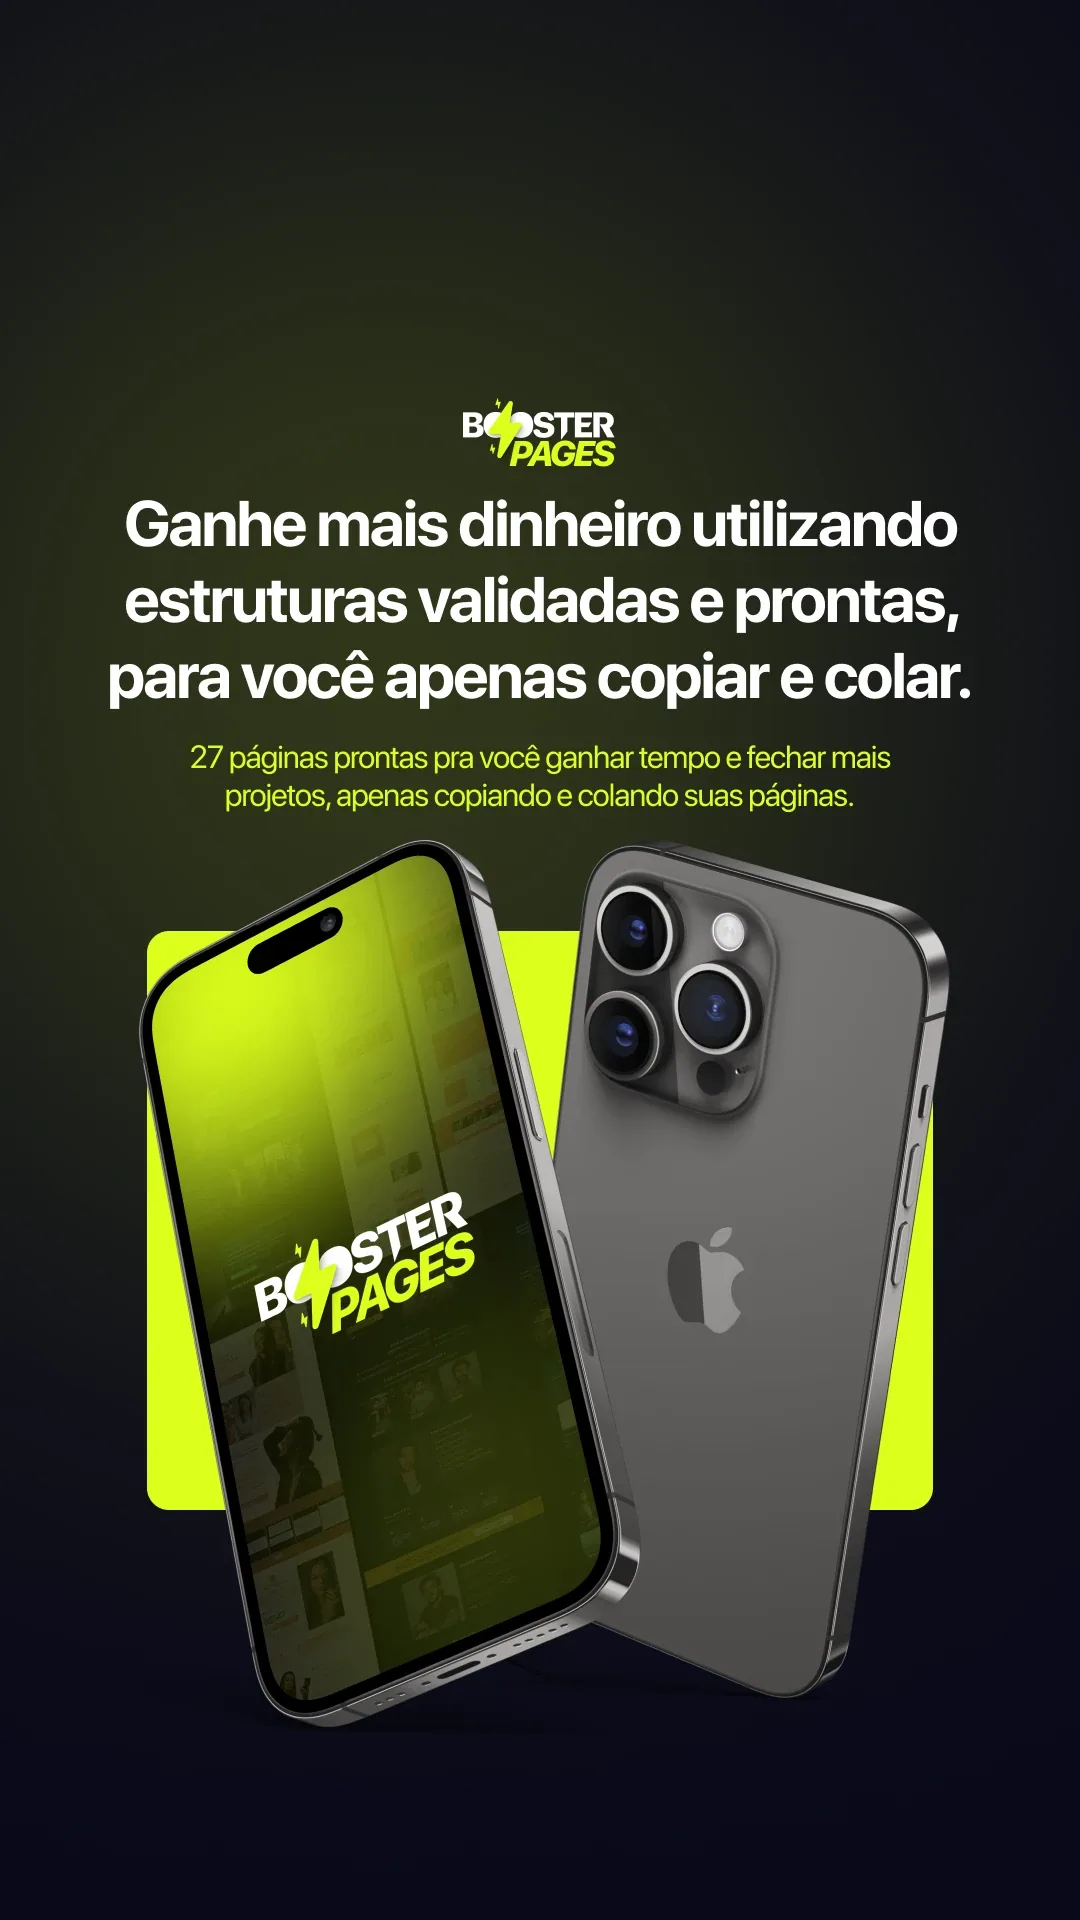 BOOSTER
PAGES
Ganhe mais dinheiro utilizando
estruturas validadas e prontas,
para você apenas copiar e colar.
27 páginas prontas pra você ganhar tempo e fechar mais
projetos, apenas copiando e colando suas páginas.
BOOSTER
PAGES